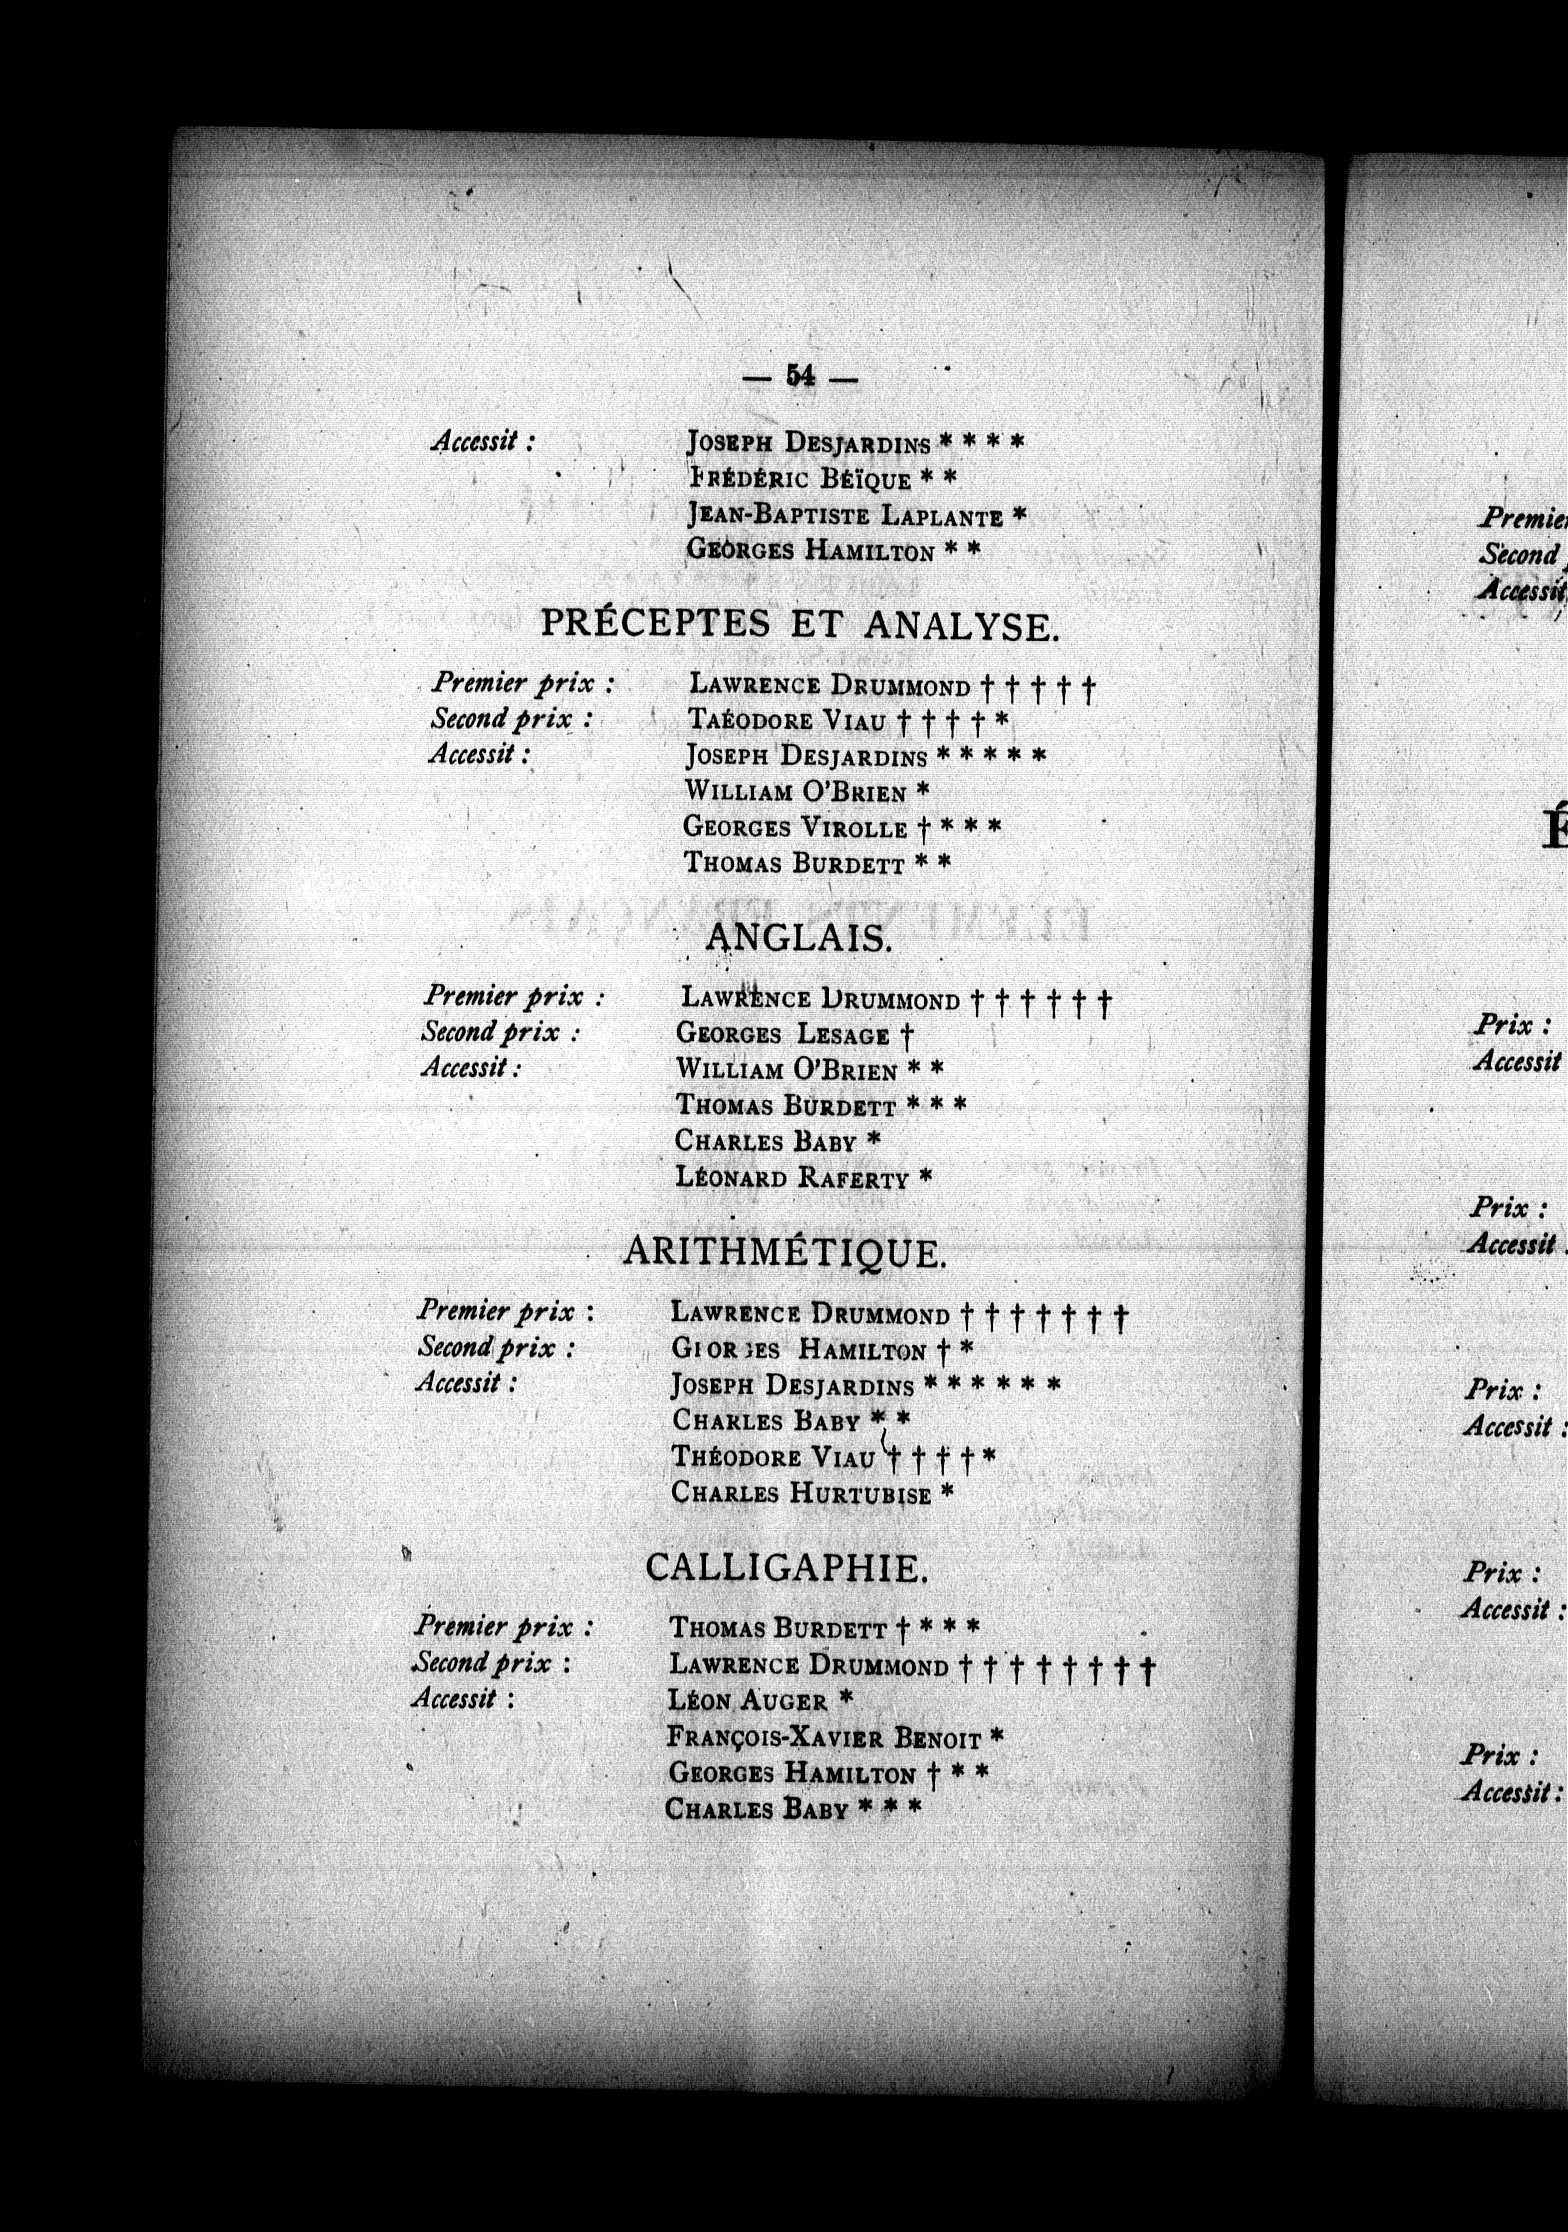 — 54 —
Accessit : JOSEPH DESJARDINS * * * *
FRÉDÉRIC BÉÏQUE * *
JEAN-BAPTISTE LAPLANTE *
GEORGES HAMILTON * *
PRÉCEPTES ET ANALYSE.
Premier prix : LAWRENCE DRUMMOND † † † † †
Second prix : TAÉODORE VIAU † † † † *
Accessit : JOSEPH DESJARDINS * * * * *
WILLIAM O'BRIEN *
GEORGES VIROLLE † * * *
THOMAS BURDETT * *
ANGLAIS.
Premier prix : LAWRENCE DRUMMOND † † † † † †
Second prix : GEORGES LESAGE †
Accessit : WILLIAM O'BRIEN * *
THOMAS BURDETT * * *
CHARLES BABY *
LÉONARD RAFERTY *
ARITHMÉTIQUE.
Premier prix : LAWRENCE DRUMMOND † † † † † † †
Second prix : GEORGES HAMILTON † *
Accessit : JOSEPH DESJARDINS * * * * * *
CHARLES BABY * *
THÉODORE VIAU † † † † *
CHARLES HURTUBISE *
CALLIGAPHIE.
Premier prix : THOMAS BURDETT † * * *
Second prix : LAWRENCE DRUMMOND † † † † † † † †
Accessit : LÉON AUGER *
FRANÇOIS-XAVIER BENOIT *
GEORGES HAMILTON † * *
CHARLES BABY * * *
Premier
Second
Accessit
É
Prix :
Accessit
Prix :
Accessit
Prix :
Accessit :
Prix :
Accessit :
Prix :
Accessit :